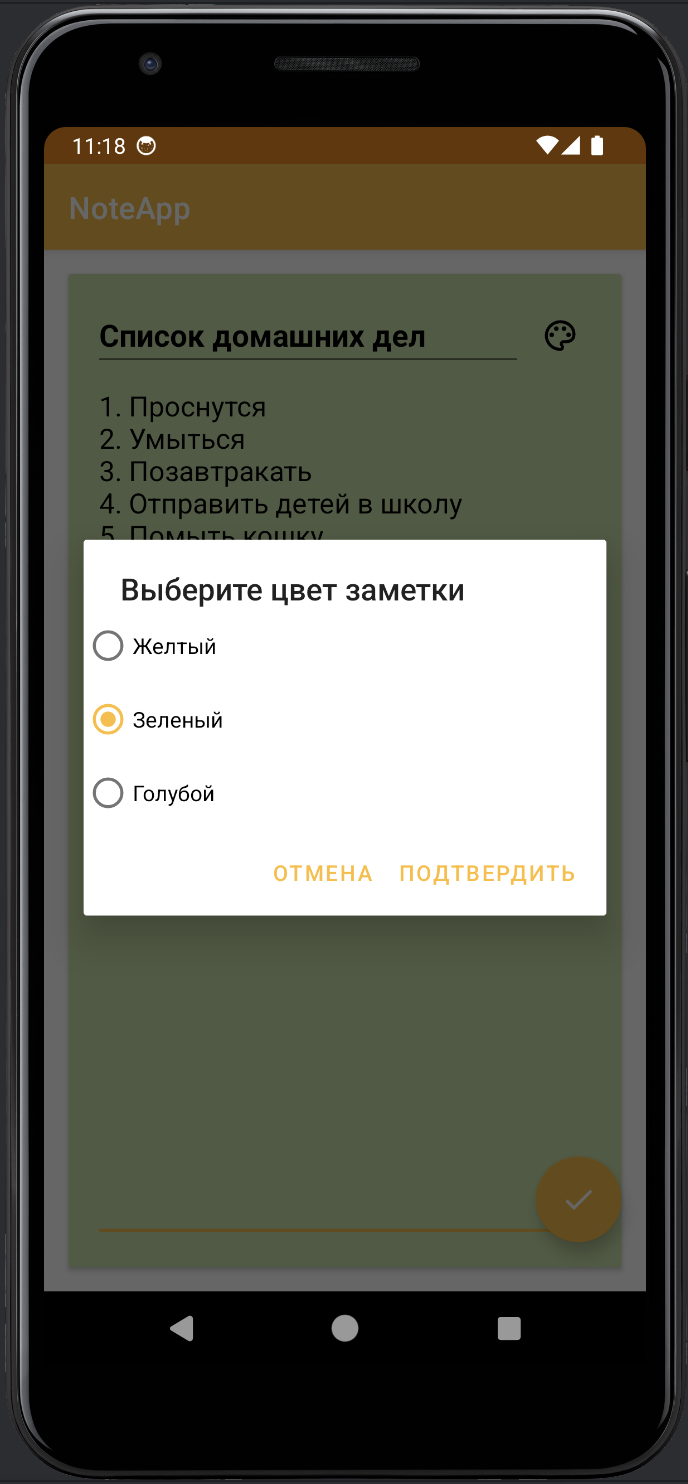 11:18
NoteApp
Список домашних дел
1. Проснутся
2. Умыться
3. Позавтракать
4. Отправить детей в школу
5. Помыть кошку
Выберите цвет заметки
Желтый
Зеленый
Голубой
ОТМЕНА ПОДТВЕРДИТЬ